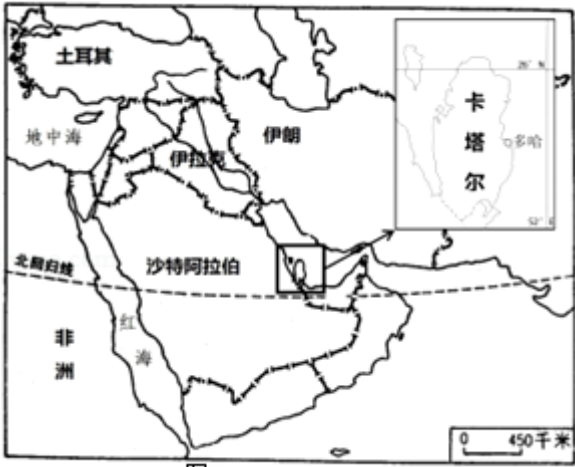 土耳其
26° N
卡塔尔
多哈
52° E
地中海
伊朗
伊拉克
沙特阿拉伯
北回归线
红海
非洲
0 450千米